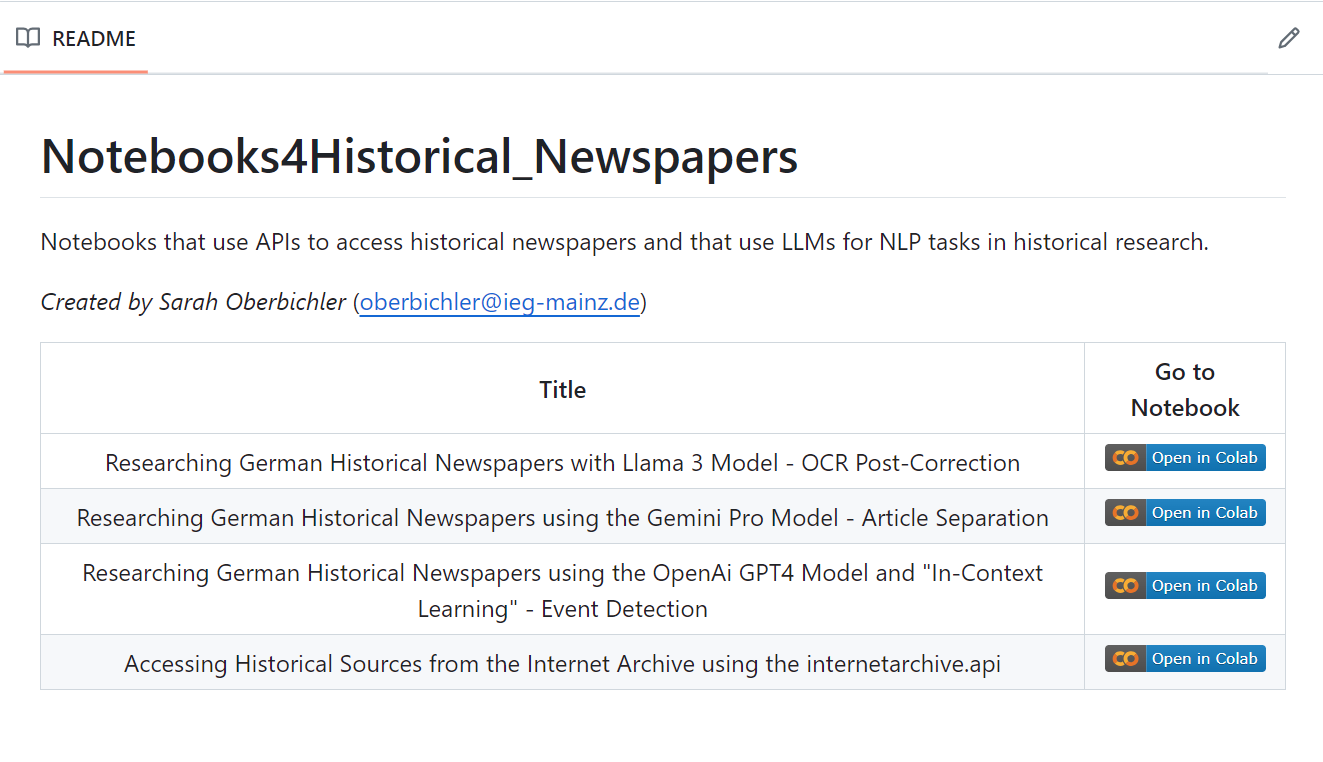 README
Notebooks4Historical_Newspapers
Notebooks that use APIs to access historical newspapers and that use LLMs for NLP tasks in historical research.
Created by Sarah Oberbichler (oberbichler@ieg-mainz.de)
Title
Go to
Notebook
Researching German Historical Newspapers with Llama 3 Model - OCR Post-Correction
Open in Colab
Researching German Historical Newspapers using the Gemini Pro Model - Article Separation
Open in Colab
Researching German Historical Newspapers using the OpenAi GPT4 Model and "In-Context
Learning" - Event Detection
Open in Colab
Accessing Historical Sources from the Internet Archive using the internetarchive.api
Open in Colab